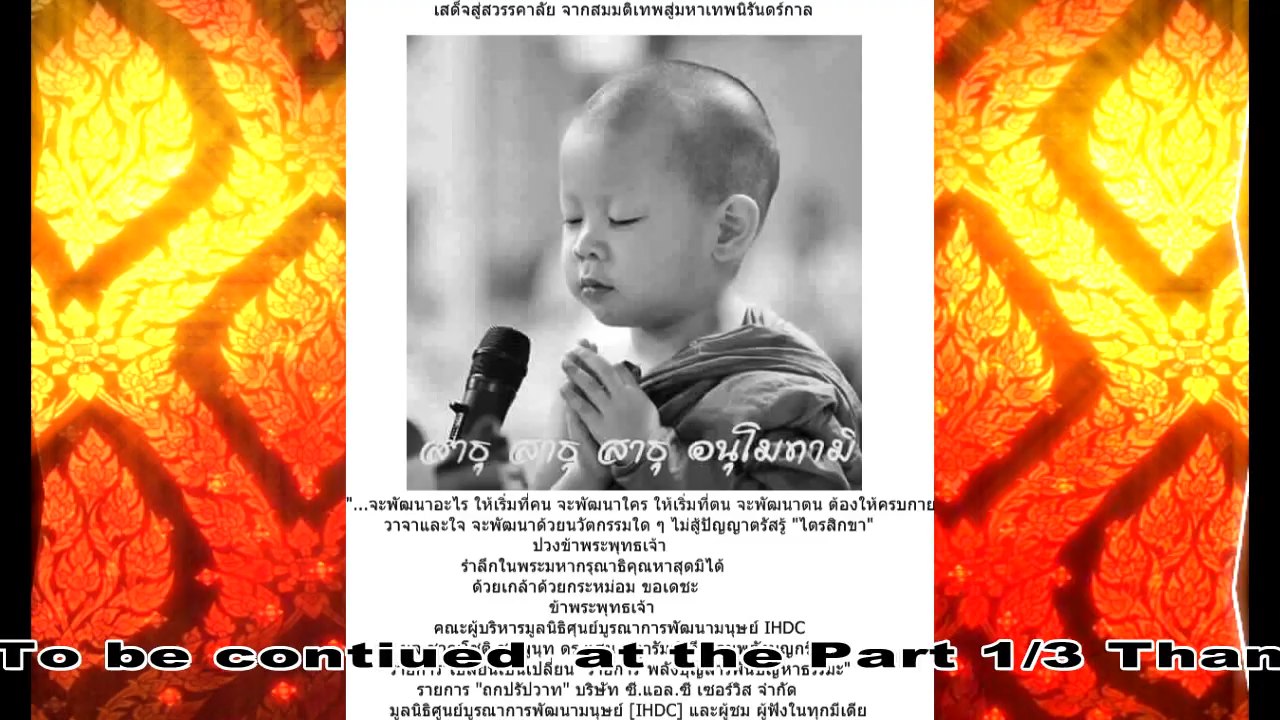 เสด็จสู่สวรรคาลัย จากสมมติเทพสู่มหาเทพนิรันดร์กาล
สาธุ สาธุ สาธุ อนุโมทามิ
"...จะพัฒนาอะไร ให้เริ่มที่คน จะพัฒนาใคร ให้เริ่มที่ตน จะพัฒนาตน ต้องให้ครบกาย
วาจาและใจ จะพัฒนาด้วยนวัตกรรมใด ๆ ไม่สู้ปัญญาตรัสรู้ "ไตรสิกขา"
ปวงข้าพระพุทธเจ้า
รำลึกในพระมหากรุณาธิคุณหาสุดมิได้
ด้วยเกล้าด้วยกระหม่อม ขอเดชะ
ข้าพระพุทธเจ้า
คณะผู้บริหารมูลนิธิศูนย์บูรณาการพัฒนามนุษย์ IHDC
To be contiued at the Part 1/3 Than
รายการ "ถกปรัปวาท" บริษัท ซี.แอล.ซี เซอร์วิส จำกัด
มูลนิธิศูนย์บูรณาการพัฒนามนุษย์ [IHDC] และผู้ชม ผู้ฟังในทุกมีเดีย